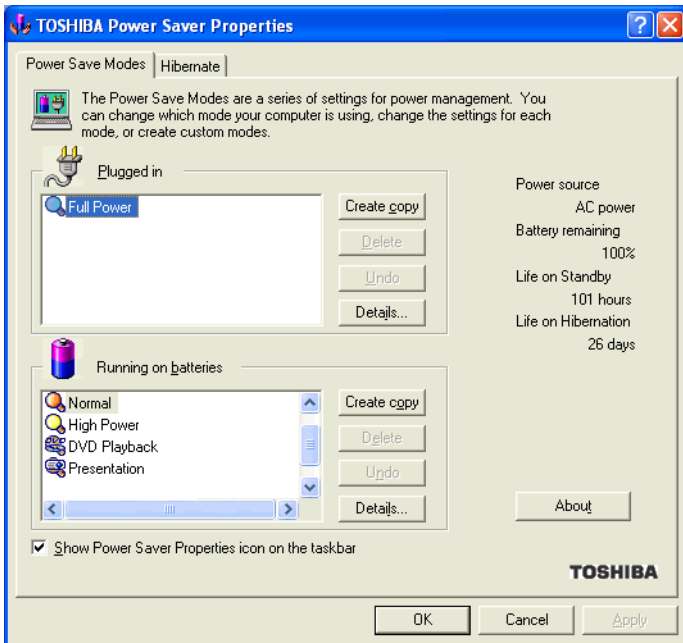 TOSHIBA Power Saver Properties
Power Save Modes
Hibernate
The Power Save Modes are a series of settings for power management. You
can change which mode your computer is using, change the settings for each
mode, or create custom modes.
Plugged in
Full Power
Create copy
Delete
Undo
Details...
Power source
AC power
Battery remaining
100%
Life on Standby
101 hours
Life on Hibernation
26 days
Running on batteries
Normal
High Power
DVD Playback
Presentation
Create copy
Delete
Undo
Details...
About
Show Power Saver Properties icon on the taskbar
TOSHIBA
OK
Cancel
Apply